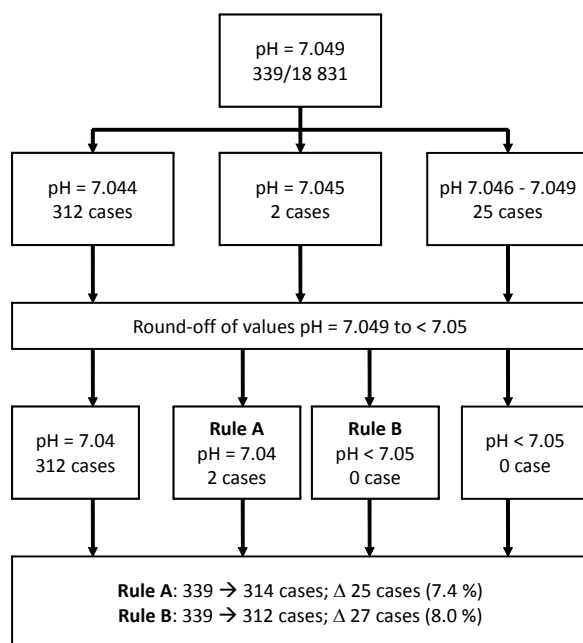 pH = 7.049
339/18 831
pH = 7.044
312 cases
pH = 7.045
2 cases
pH 7.046 - 7.049
25 cases
Round-off of values pH = 7.049 to < 7.05
pH = 7.04
312 cases
Rule A
pH = 7.04
2 cases
Rule B
pH < 7.05
0 case
pH < 7.05
0 case
Rule A: 339 → 314 cases; Δ 25 cases (7.4 %)
Rule B: 339 → 312 cases; Δ 27 cases (8.0 %)